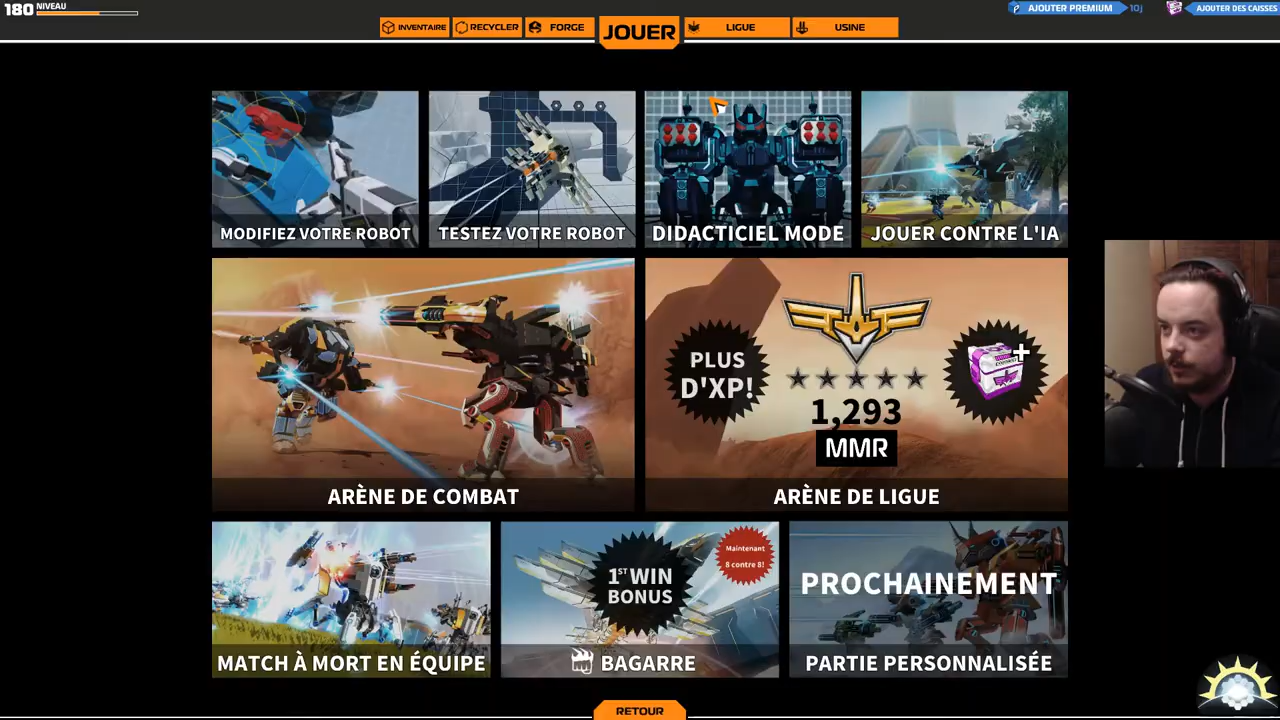 180 NIVEAU
INVENTAIRE
RECYCLER
FORGE
JOUER
LIGUE
USINE
AJOUTER PREMIUM
10j
AJOUTER DES CAISSES
MODIFIEZ VOTRE ROBOT
TESTEZ VOTRE ROBOT
DIDACTICIEL MODE
JOUER CONTRE L'IA
ARÈNE DE COMBAT
PLUS
D'XP!
1,293
MMR
ARÈNE DE LIGUE
MATCH À MORT EN ÉQUIPE
1ST WIN
BONUS
Maintenant
8 contre 8!
BAGARRE
PROCHAINEMENT
PARTIE PERSONNALISÉE
RETOUR